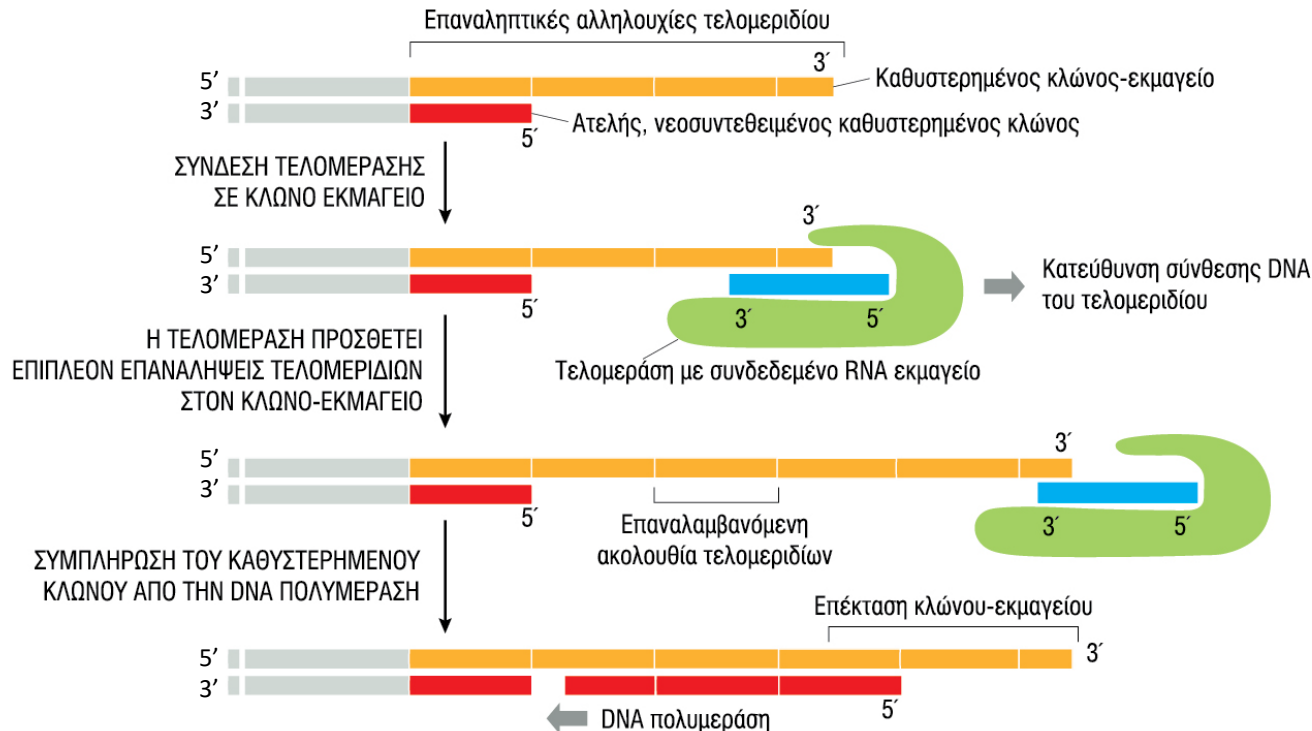 Επαναληπτικές αλληλουχίες τελομεριδίου
3′
5′
Καθυστερημένος κλώνος-εκμαγείο
3′
Ατελής, νεοσυντεθειμένος καθυστερημένος κλώνος
5′
ΣΥΝΔΕΣΗ ΤΕΛΟΜΕΡΑΣΗΣ
ΣΕ ΚΛΩΝΟ ΕΚΜΑΓΕΙΟ
3′
5′
3′
5′
3′
5′
Κατεύθυνση σύνθεσης DNA
του τελομεριδίου
Η ΤΕΛΟΜΕΡΑΣΗ ΠΡΟΣΘΕΤΕΙ
ΕΠΙΠΛΕΟΝ ΕΠΑΝΑΛΗΨΕΙΣ ΤΕΛΟΜΕΡΙΔΙΩΝ
ΣΤΟΝ ΚΛΩΝΟ-ΕΚΜΑΓΕΙΟ
Τελομεράση με συνδεδεμένο RNA εκμαγείο
3′
5′
3′
5′
3′
5′
Επαναλαμβανόμενη
ακολουθία τελομεριδίων
ΣΥΜΠΛΗΡΩΣΗ ΤΟΥ ΚΑΘΥΣΤΕΡΗΜΕΝΟΥ
ΚΛΩΝΟΥ ΑΠΟ ΤΗΝ DNA ΠΟΛΥΜΕΡΑΣΗ
Επέκταση κλώνου-εκμαγείου
5′
3′
3′
5′
DNA πολυμεράση